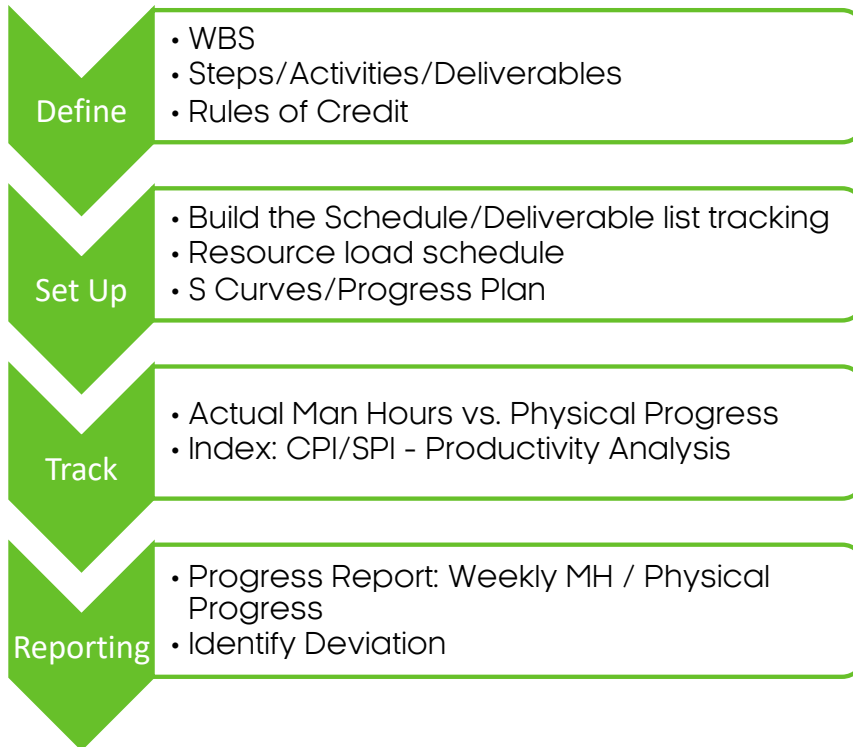 Define
• WBS
• Steps/Activities/Deliverables
• Rules of Credit
Set Up
• Build the Schedule/Deliverable list tracking
• Resource load schedule
• S Curves/Progress Plan
Track
• Actual Man Hours vs. Physical Progress
• Index: CPI/SPI - Productivity Analysis
Reporting
• Progress Report: Weekly MH / Physical
Progress
• Identify Deviation